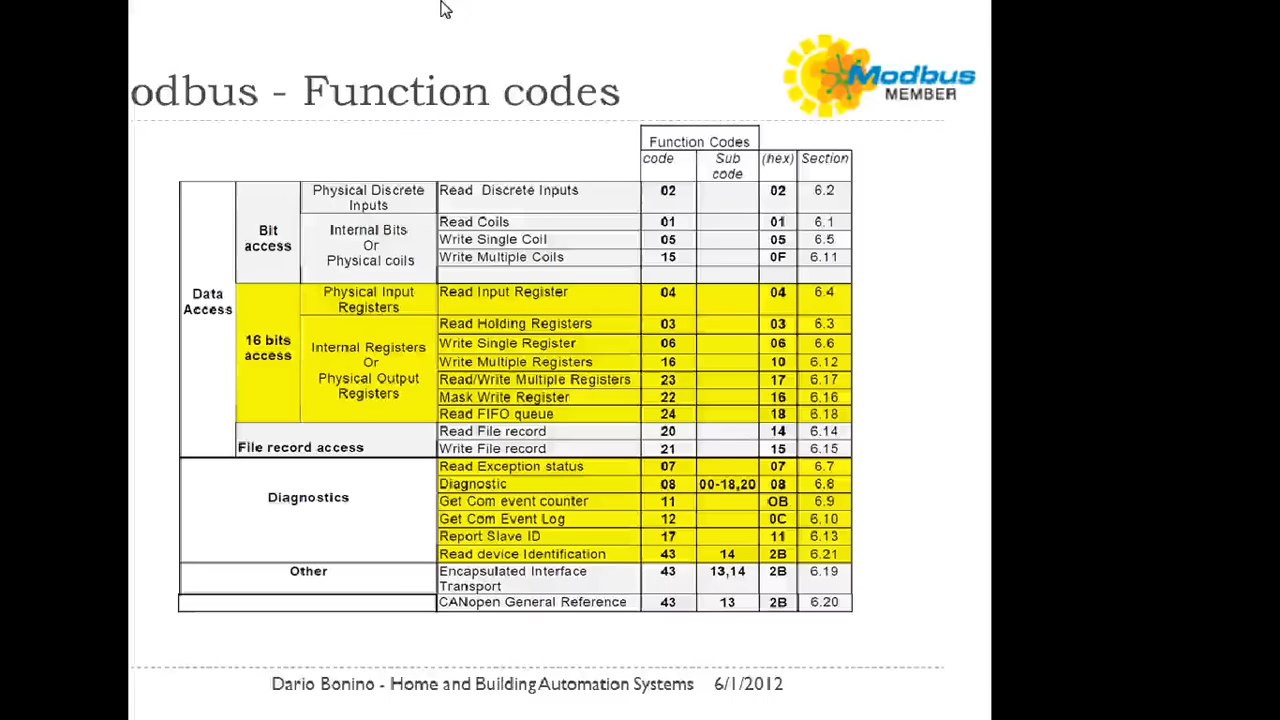 odbus - Function codes
Modbus
MEMBER
Function Codes
code Sub code (hex) Section
Data Access
Bit access
Physical Discrete Inputs
Read Discrete Inputs 02 02 6.2
Internal Bits
Or
Physical coils
Read Coils 01 01 6.1
Write Single Coil 05 05 6.5
Write Multiple Coils 15 0F 6.11
16 bits access
Physical Input Registers
Read Input Register 04 04 6.4
Internal Registers
Or
Physical Output Registers
Read Holding Registers 03 03 6.3
Write Single Register 06 06 6.6
Write Multiple Registers 16 10 6.12
Read/Write Multiple Registers 23 17 6.17
Mask Write Register 22 16 6.16
Read FIFO queue 24 18 6.18
File record access
Read File record 20 14 6.14
Write File record 21 15 6.15
Diagnostics
Read Exception status 07 07 6.7
Diagnostic 08 00-18,20 08 6.8
Get Com event counter 11 OB 6.9
Get Com Event Log 12 0C 6.10
Report Slave ID 17 11 6.13
Read device Identification 43 14 2B 6.21
Other
Encapsulated Interface Transport 43 13,14 2B 6.19
CANopen General Reference 43 13 2B 6.20
Dario Bonino - Home and Building Automation Systems 6/1/2012